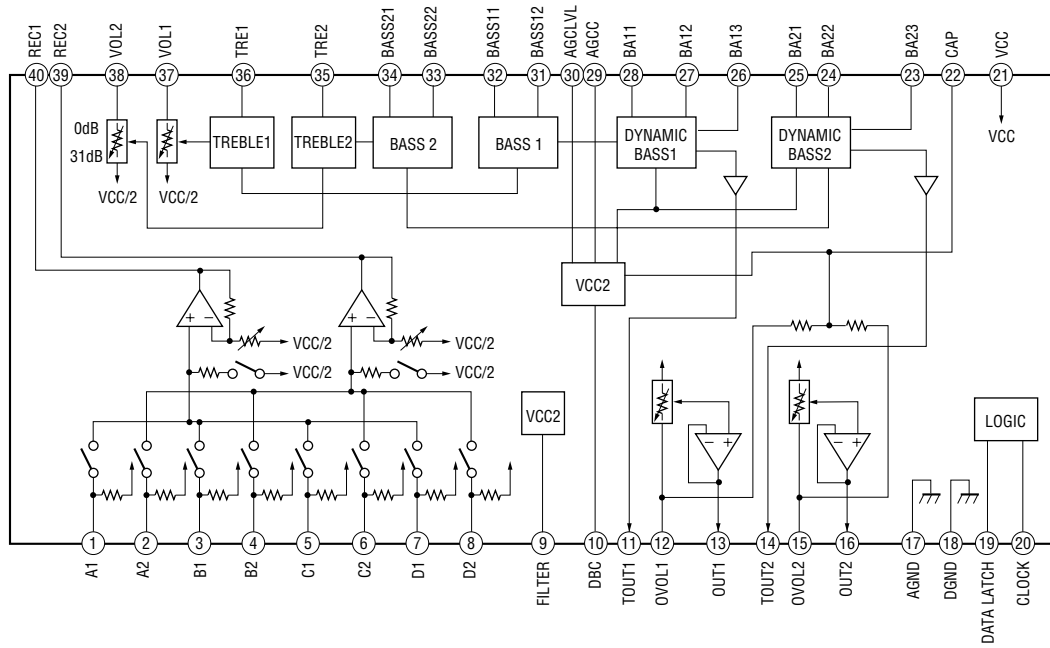 REC1 REC2 VOL2 VOL1 TRE1 TRE2 BASS21 BASS22 BASS11 BASS12 AGCLVL AGCC BA11 BA12 BA13 BA21 BA22 BA23 CAP VCC
40 39 38 37 36 35 34 33 32 31 30 29 28 27 26 25 24 23 22 21
0dB
31dB
VCC/2
VCC/2
TREBLE1
TREBLE2
BASS 2
BASS 1
DYNAMIC
BASS1
DYNAMIC
BASS2
VCC
VCC2
+ −
VCC/2
VCC/2
+ −
VCC/2
VCC/2
VCC2
− +
− +
LOGIC
1 2 3 4 5 6 7 8 9 10 11 12 13 14 15 16 17 18 19 20
A1 A2 B1 B2 C1 C2 D1 D2 FILTER DBC TOUT1 OVOL1 OUT1 TOUT2 OVOL2 OUT2 AGND DGND DATA LATCH CLOCK